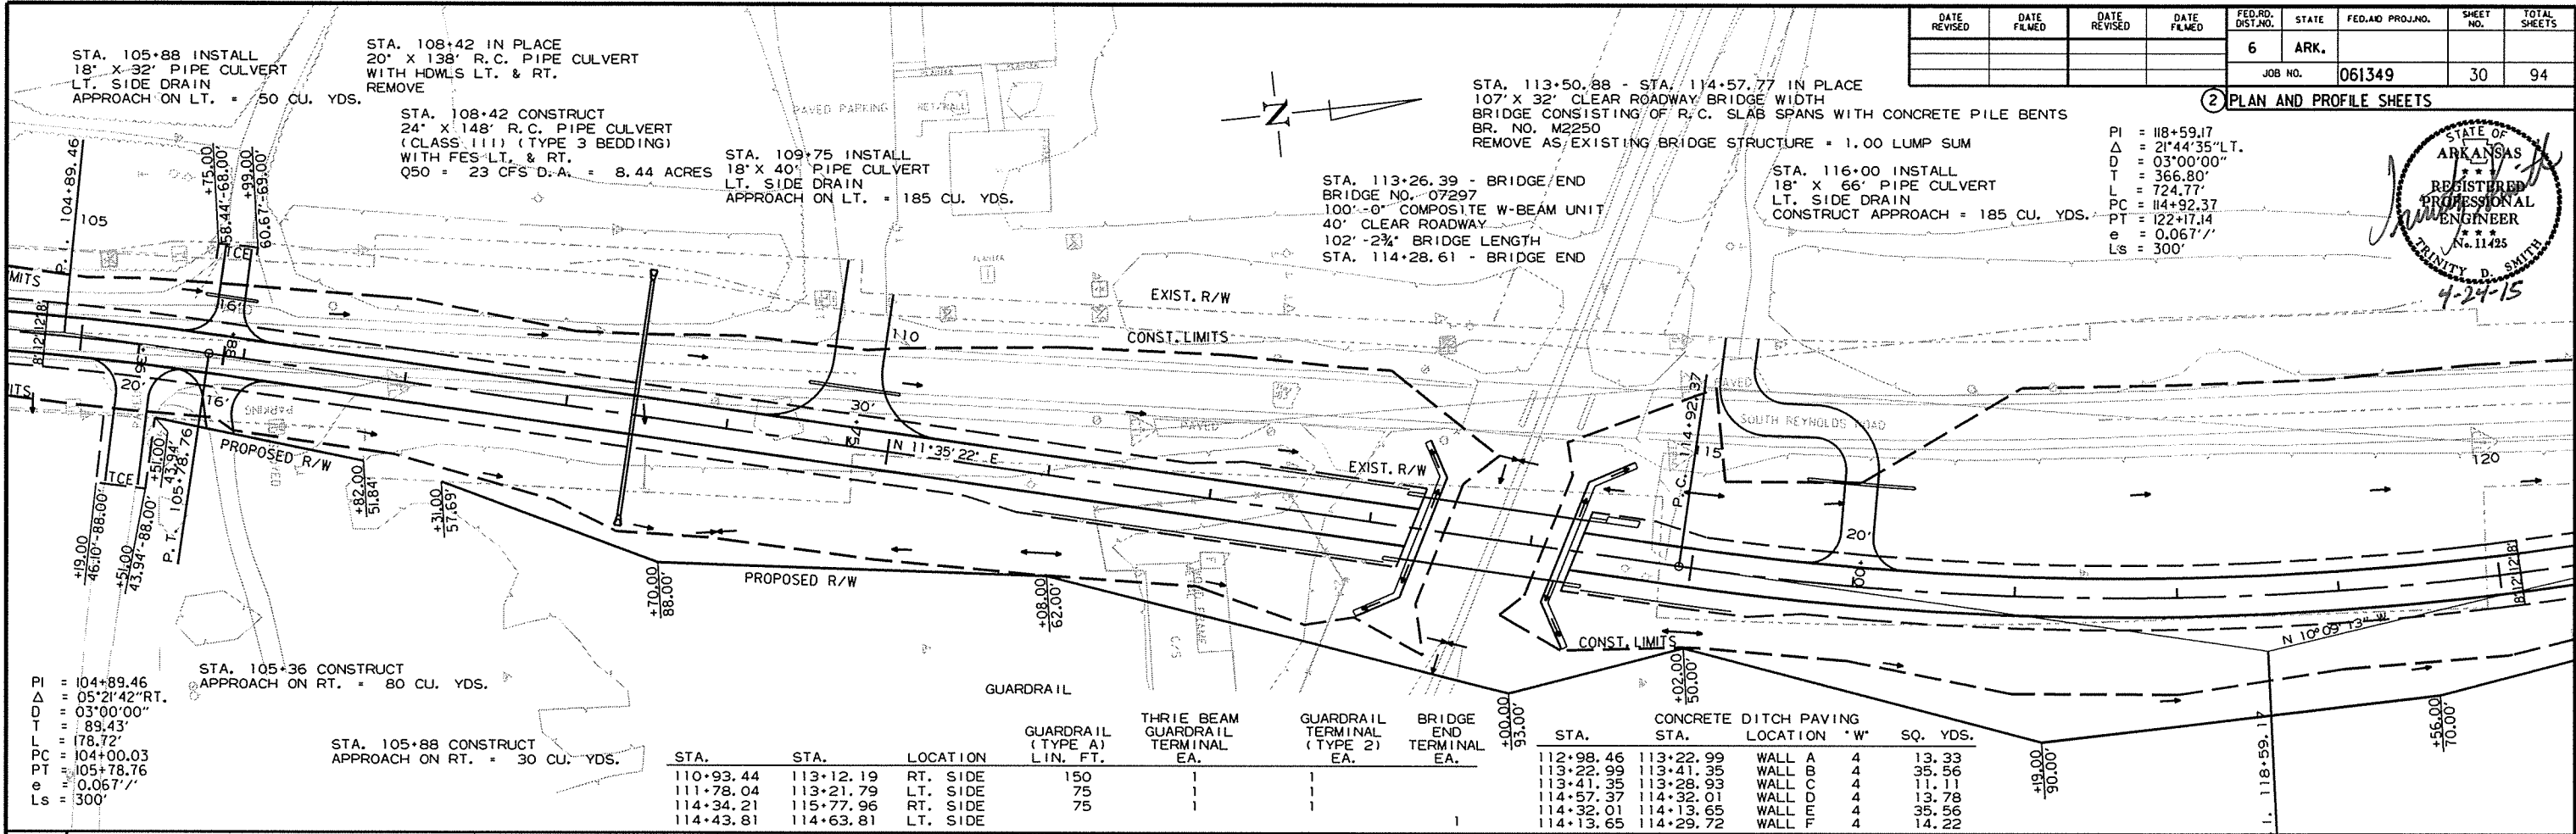 DATE REVISED
DATE FILMED
DATE REVISED
DATE FILMED
FED.RD. DIST.NO.
STATE
FED.AID PROJ.NO.
SHEET NO.
TOTAL SHEETS
6 ARK.
JOB NO. 061349 30 94
2 PLAN AND PROFILE SHEETS
STA. 105+88 INSTALL
18" X 32' PIPE CULVERT
LT. SIDE DRAIN
APPROACH ON LT. = 50 CU. YDS.
STA. 108+42 IN PLACE
20" X 138' R.C. PIPE CULVERT
WITH HDWLS LT. & RT.
REMOVE
STA. 108+42 CONSTRUCT
24" X 148' R.C. PIPE CULVERT
(CLASS III) (TYPE 3 BEDDING)
WITH FES LT. & RT.
Q50 = 23 CFS D.A. = 8.44 ACRES
STA. 109+75 INSTALL
18" X 40' PIPE CULVERT
LT. SIDE DRAIN
APPROACH ON LT. = 185 CU. YDS.
PAVED PARKING
N
STA. 113+50.88 - STA. 114+57.77 IN PLACE
107' X 32' CLEAR ROADWAY BRIDGE WIDTH
BRIDGE CONSISTING OF R.C. SLAB SPANS WITH CONCRETE PILE BENTS
BR. NO. M2250
REMOVE AS EXISTING BRIDGE STRUCTURE = 1.00 LUMP SUM
STA. 113+26.39 - BRIDGE END
BRIDGE NO. 07297
100'-0" COMPOSITE W-BEAM UNIT
40' CLEAR ROADWAY
102'-2¾" BRIDGE LENGTH
STA. 114+28.61 - BRIDGE END
STA. 116+00 INSTALL
18" X 66' PIPE CULVERT
LT. SIDE DRAIN
CONSTRUCT APPROACH = 185 CU. YDS.
PI = 118+59.17
Δ = 21°44'35"LT.
D = 03°00'00"
T = 366.80'
L = 724.77'
PC = 114+92.37
PT = 122+17.14
e = 0.067'/'
Ls = 300'
STATE OF
ARKANSAS
REGISTERED
PROFESSIONAL
ENGINEER
No. 11425
TRINITY D. SMITH
4-24-15
104+89.46
105
+75.00
58.44'-68.00'
+99.00
60.67'-69.00'
TCE
16'
+88
8'12'12'8'
+36
20'
16'
PARKING
PROPOSED R/W
TCE
+19.00
46.10'-88.00'
+51.00
43.94'
+51.00
43.94'-88.00'
P.T. 105+78.76
+82.00
51.84'
+31.00
57.69'
+70.00
88.00'
PROPOSED R/W
+08.00
62.00'
30'
+75
110
N 11°35'22" E
EXIST. R/W
CONST. LIMITS
PAVED
EXIST. R/W
P.C. 114+92.37
115
PAVED
SOUTH REYNOLDS ROAD
120
20'
+00
8'12'12'8'
CONST. LIMITS
+02.00
50.00'
+00.00
93.00'
N 10°09'13" W
+19.00
90.00'
118+59.17
+56.00
70.00'
STA. 105+36 CONSTRUCT
APPROACH ON RT. = 80 CU. YDS.
PI = 104+89.46
Δ = 05°21'42"RT.
D = 03°00'00"
T = 89.43'
L = 178.72'
PC = 104+00.03
PT = 105+78.76
e = 0.067'/'
Ls = 300'
STA. 105+88 CONSTRUCT
APPROACH ON RT. = 30 CU. YDS.
GUARDRAIL
STA. STA. LOCATION GUARDRAIL (TYPE A) LIN. FT. THRIE BEAM GUARDRAIL TERMINAL EA. GUARDRAIL TERMINAL (TYPE 2) EA. BRIDGE END TERMINAL EA.
110+93.44 113+12.19 RT. SIDE 150 1 1
111+78.04 113+21.79 LT. SIDE 75 1 1
114+34.21 115+77.96 RT. SIDE 75 1 1
114+43.81 114+63.81 LT. SIDE 1
CONCRETE DITCH PAVING
STA. STA. LOCATION "W" SQ. YDS.
112+98.46 113+22.99 WALL A 4 13.33
113+22.99 113+41.35 WALL B 4 35.56
113+41.35 113+28.93 WALL C 4 11.11
114+57.37 114+32.01 WALL D 4 13.78
114+32.01 114+13.65 WALL E 4 35.56
114+13.65 114+29.72 WALL F 4 14.22